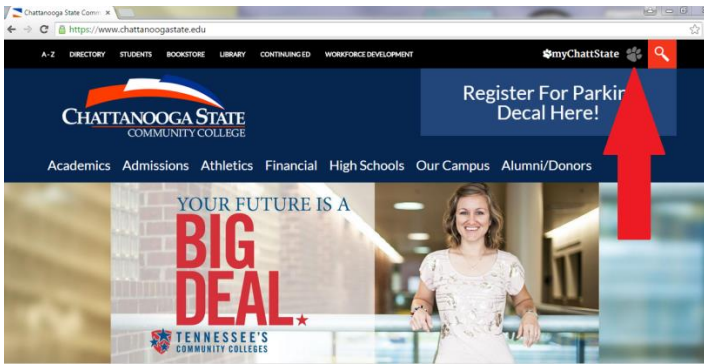 Chattanooga State Comm
https://www.chattanoogastate.edu
A-Z DIRECTORY STUDENTS BOOKSTORE LIBRARY CONTINUING ED WORKFORCE DEVELOPMENT
myChattState
CHATTANOOGA STATE
COMMUNITY COLLEGE
Register For
Decal Here!
Academics Admissions Athletics Financial High Schools Our Campus Alumni/Donors
YOUR FUTURE IS A
BIG
DEAL.
TENNESSEE'S
COMMUNITY COLLEGES